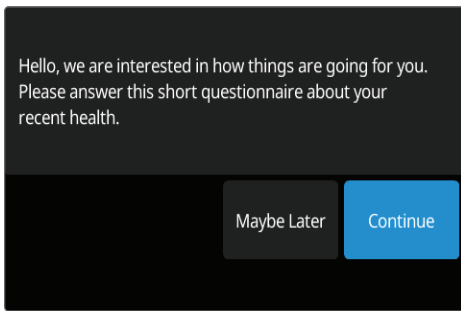 Hello, we are interested in how things are going for you.
Please answer this short questionnaire about your
recent health.
Maybe Later
Continue